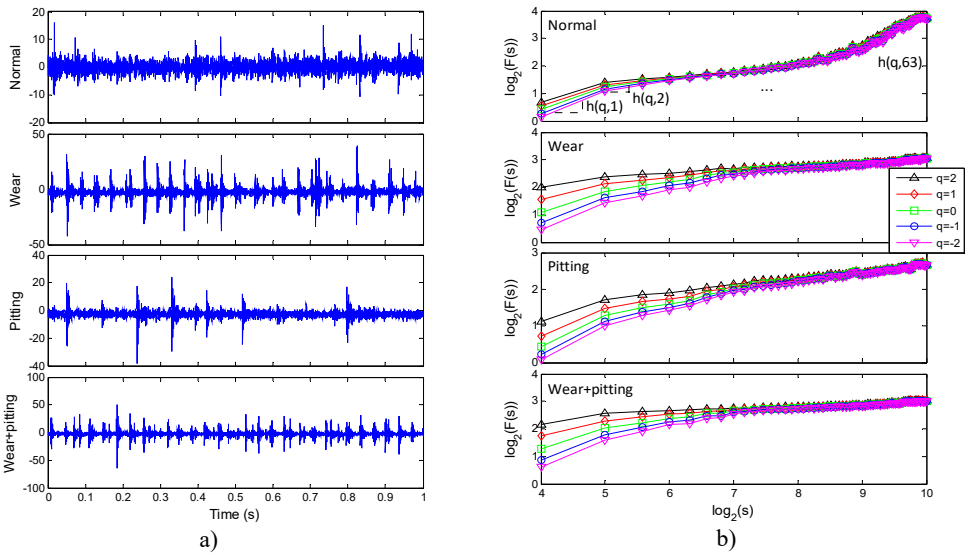 20
10
0
-10
-20
Normal
50
0
-50
Wear
40
20
0
-20
-40
Pitting
100
50
0
-50
-100
Wear+pitting
0 0.1 0.2 0.3 0.4 0.5 0.6 0.7 0.8 0.9 1
Time (s)
a)
4
3
2
1
0
log2(F(s))
Normal
h(q,1)
h(q,2)
...
h(q,63)
4
3
2
1
0
log2(F(s))
Wear
q=2
q=1
q=0
q=-1
q=-2
3
2
1
0
log2(F(s))
Pitting
4
3
2
1
0
log2(F(s))
Wear+pitting
4 5 6 7 8 9 10
log2(s)
b)